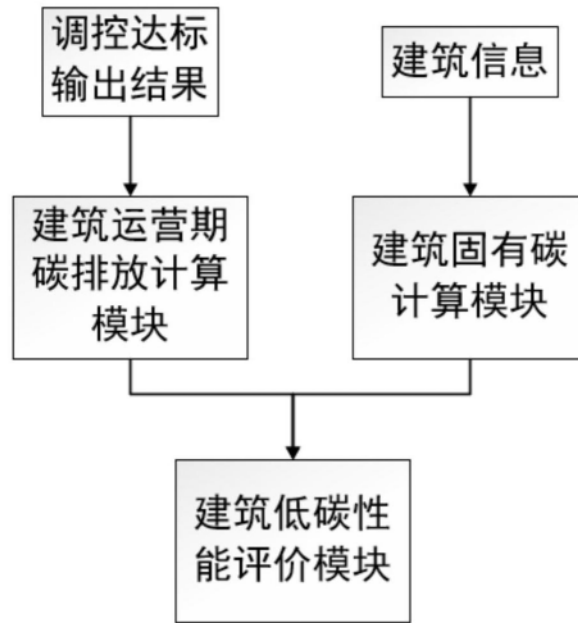 调控达标
输出结果
建筑信息
建筑运营期
碳排放计算
模块
建筑固有碳
计算模块
建筑低碳性
能评价模块